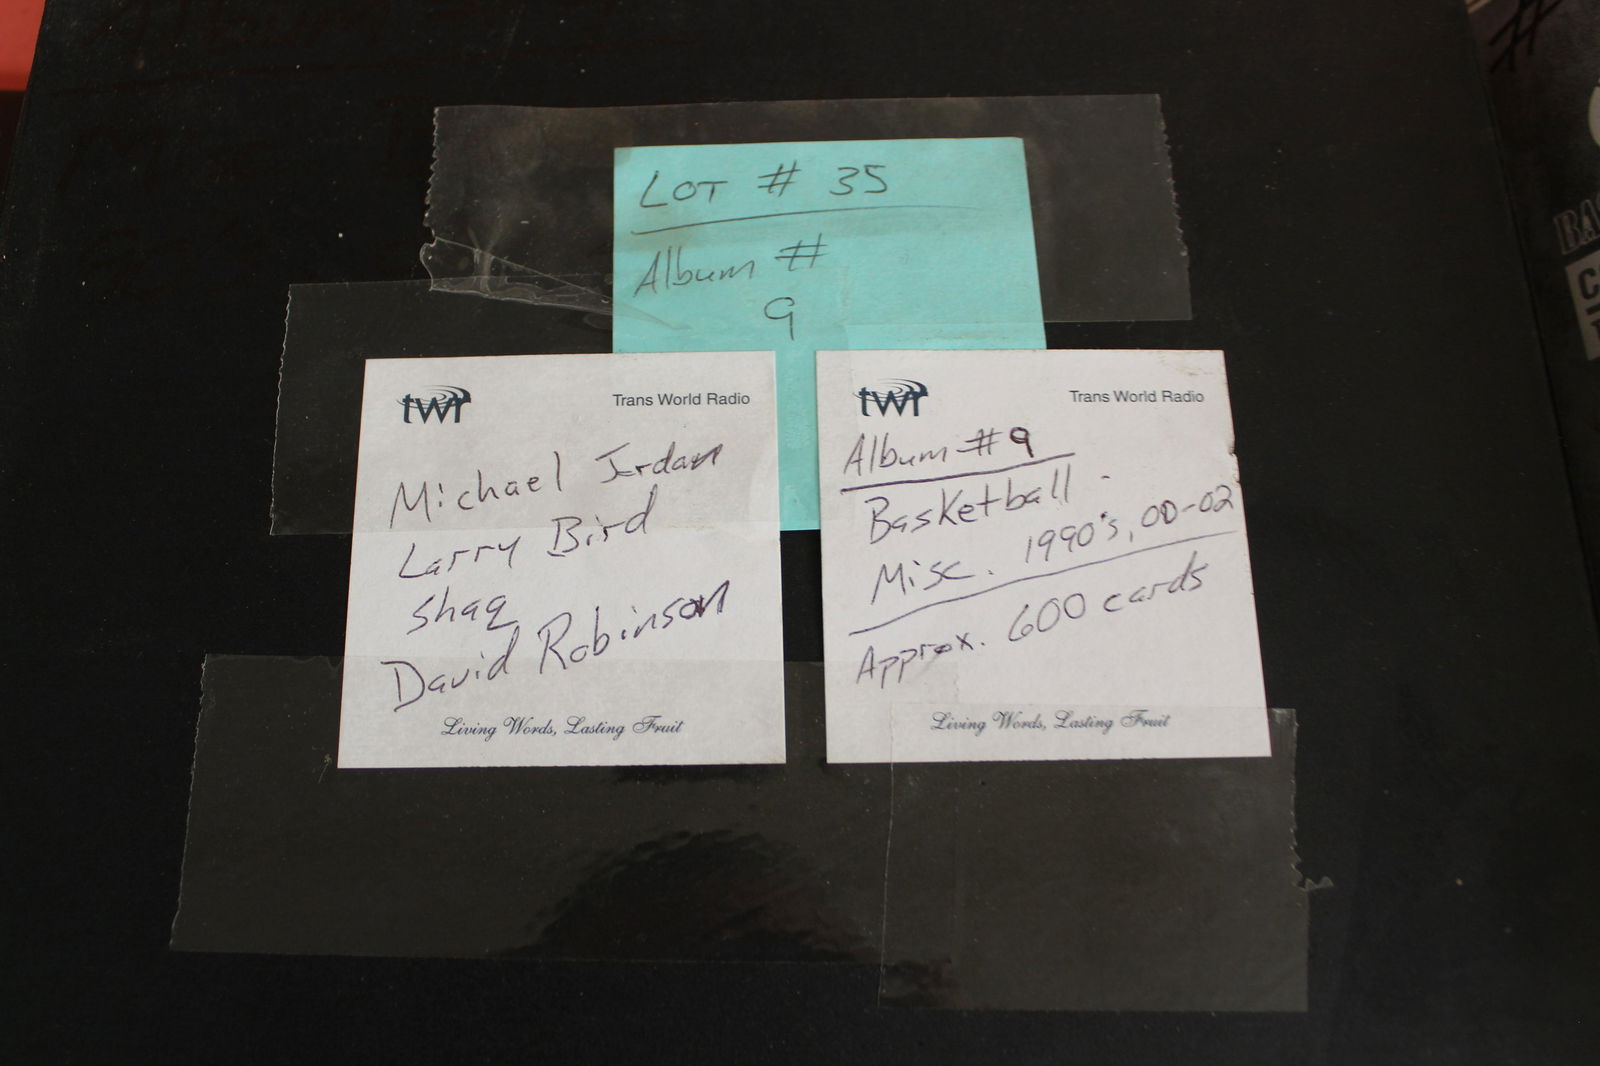 LOT # 35
Album #
9
twr Trans World Radio
Michael Jordan
Larry Bird
Shaq
David Robinson
Living Words, Lasting Fruit
twr Trans World Radio
Album # 9
Basketball
Misc. 1990's, 00-02
Approx. 600 cards
Living Words, Lasting Fruit